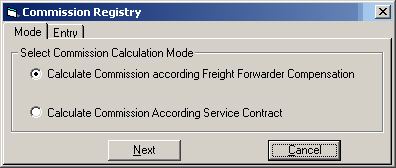 Commission Registry
Mode Entry
Select Commission Calculation Mode
Calculate Commission according Freight Forwarder Compensation
Calculate Commission According Service Contract
Next Cancel